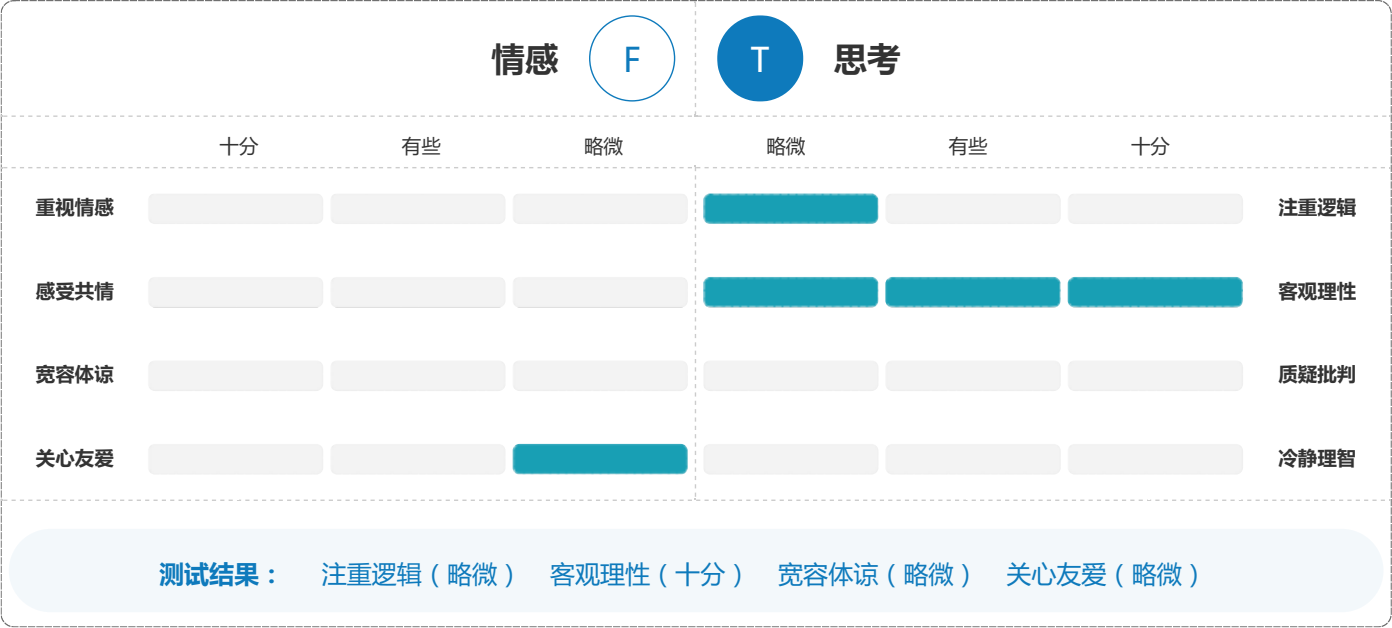 情感 F T 思考
十分 有些 略微 略微 有些 十分
重视情感 注重逻辑
感受共情 客观理性
宽容体谅 质疑批判
关心友爱 冷静理智
测试结果： 注重逻辑（略微） 客观理性（十分） 宽容体谅（略微） 关心友爱（略微）